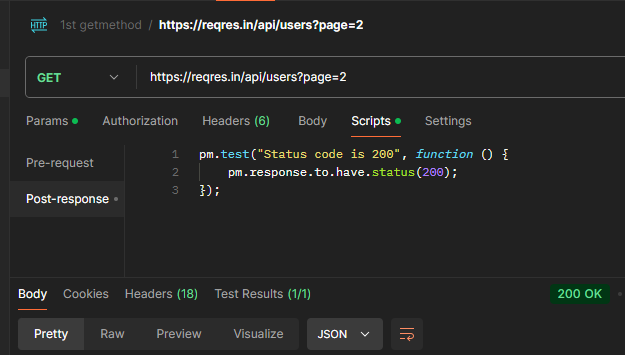 HTTP 1st getmethod / https://reqres.in/api/users?page=2
GET https://reqres.in/api/users?page=2
Params Authorization Headers (6) Body Scripts Settings
Pre-request
Post-response
1 pm.test("Status code is 200", function () {
2 pm.response.to.have.status(200);
3 });
Body Cookies Headers (18) Test Results (1/1) 200 OK
Pretty Raw Preview Visualize JSON